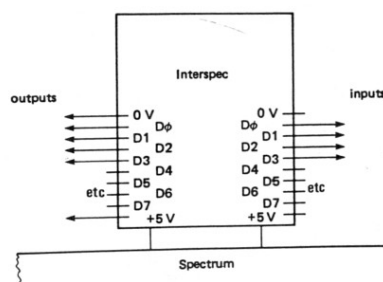 Interspec
outputs
inputs
0 V
Dϕ
D1
D2
D3
D4
D5
etc
D6
D7
+5 V
0 V
Dϕ
D1
D2
D3
D4
D5
etc
D6
D7
+5 V
Spectrum